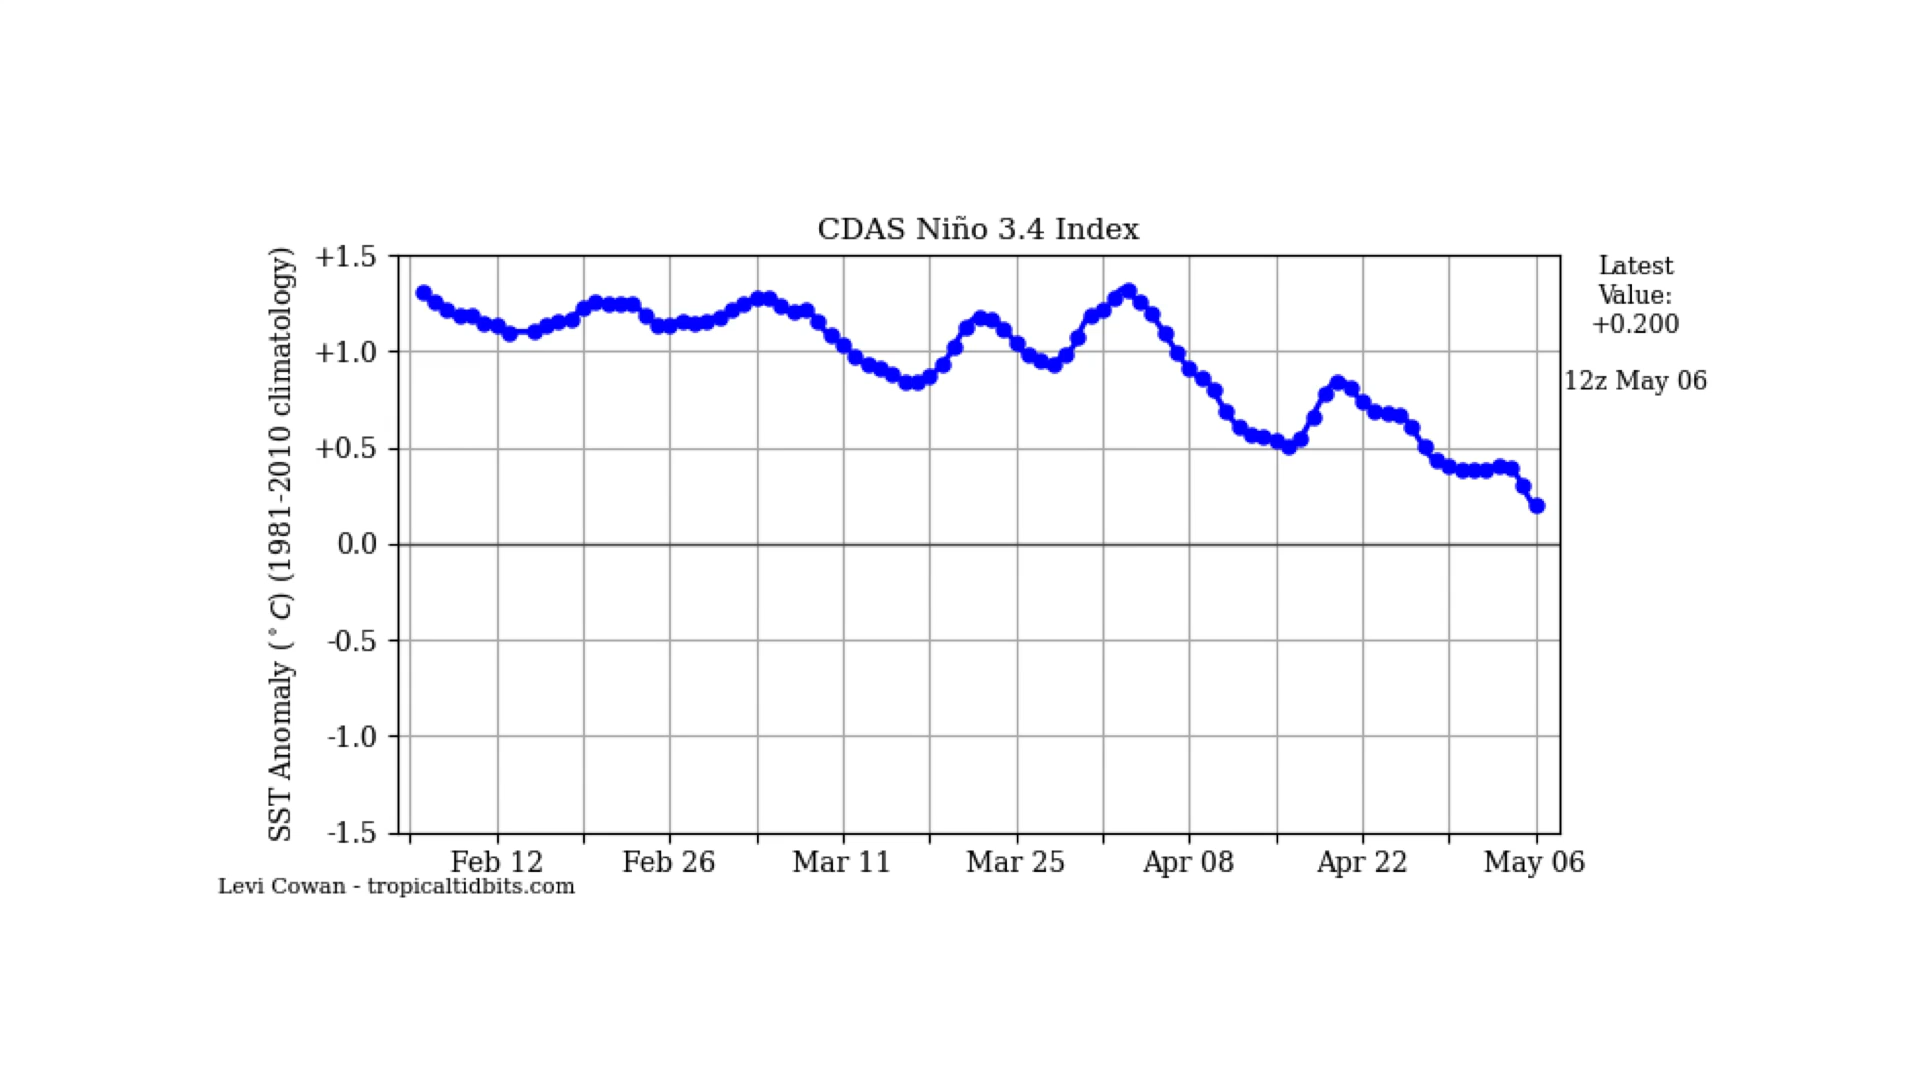 CDAS Niño 3.4 Index
SST Anomaly (°C) (1981-2010 climatology)
+1.5
+1.0
+0.5
0.0
-0.5
-1.0
-1.5
Feb 12
Feb 26
Mar 11
Mar 25
Apr 08
Apr 22
May 06
Latest
Value:
+0.200
12z May 06
Levi Cowan - tropicaltidbits.com